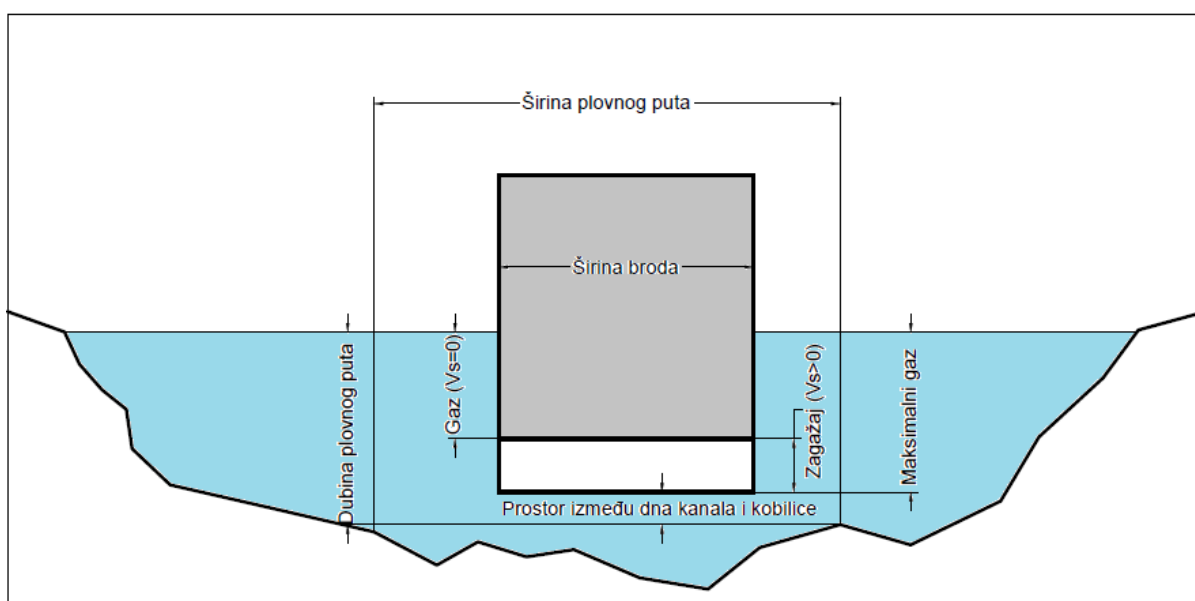 Širina plovnog puta
Širina broda
Dubina plovnog puta
Gaz (Vs=0)
Zagažaj (Vs>0)
Maksimalni gaz
Prostor između dna kanala i kobilice